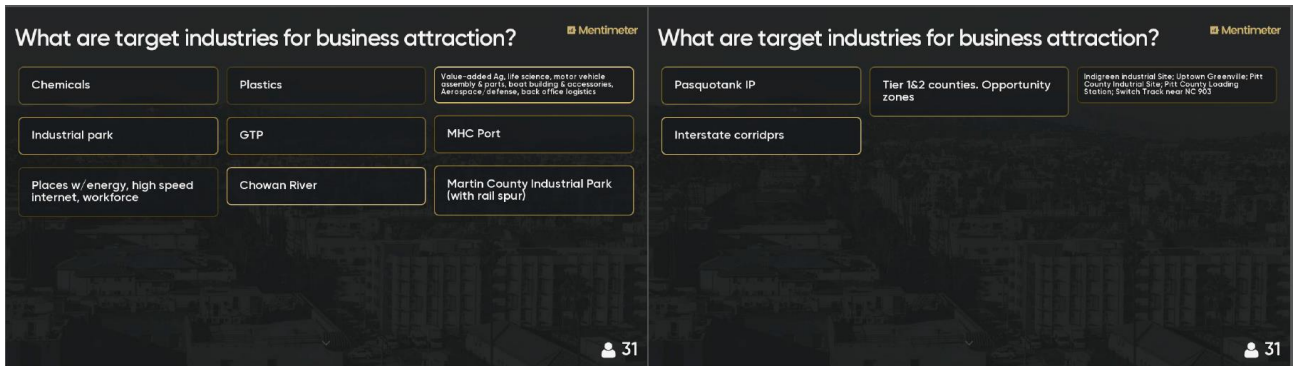 What are target industries for business attraction?
Mentimeter
Chemicals
Plastics
Value-added Ag, life science, motor vehicle
assembly & parts, boat building & accessories,
Aerospace/defense, back office logistics
Industrial park
GTP
MHC Port
Places w/energy, high speed
internet, workforce
Chowan River
Martin County Industrial Park
(with rail spur)
31
What are target industries for business attraction?
Mentimeter
Pasquotank IP
Tier 1&2 counties. Opportunity
zones
Indigreen industrial Site; Uptown Greenville; Pitt
County Indutrial Site; Pitt County Loading
Station; Switch Track near NC 903
Interstate corridprs
31